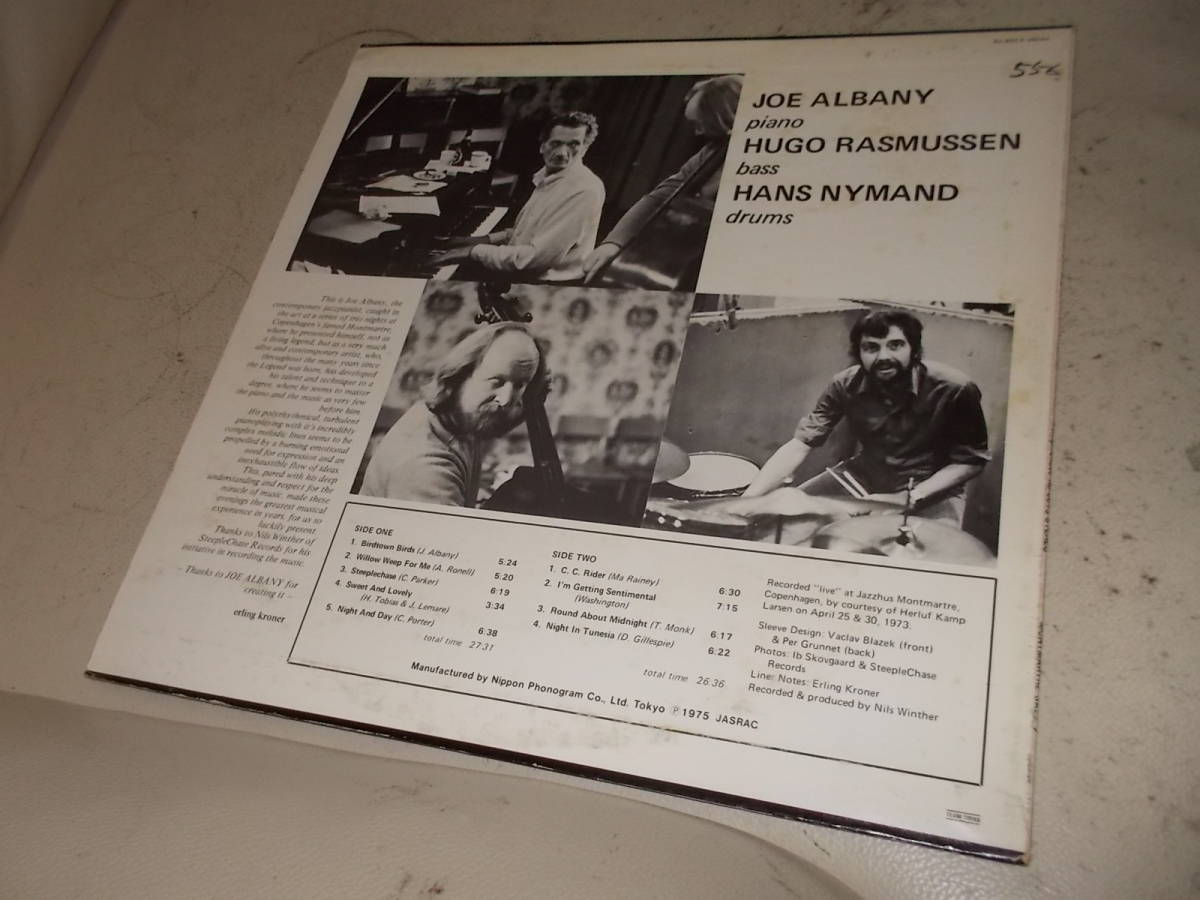 556
JOE ALBANY
piano
HUGO RASMUSSEN
bass
HANS NYMAND
drums
This is Joe Albany, the
contemporary jazzpianist, caught in
the act at a series of two nights at
Copenhagen's famed Montmartre,
where he presented himself, not as
a living legend, but as a very much
alive and contemporary artist, who,
throughout the many years since
the Legend was born, has developed
his talent and technique to a
degree, where he seems to master
the piano and the music as very few
before him.
His polyrhythmical, turbulent
pianoplaying with it's incredibly
complex melodic lines seems to be
propelled by a burning emotional
need for expression and an
inexhaustible flow of ideas.
This, pared with his deep
understanding and respect for the
miracle of music, made these
evenings the greatest musical
experience in years, for us so
luckily present
Thanks to Nils Winther of
SteepleChase Records for his
initiative in recording the music.
- Thanks to JOE ALBANY for
creating it -
erling kroner
SIDE ONE
1. Birdtown Birds (J. Albany) 5:24
2. Willow Weep For Me (A. Ronell) 5:20
3. Steeplechase (C. Parker) 6:19
4. Sweet And Lovely
(H. Tobias & J. Lemare) 3:34
5. Night And Day (C. Porter) 6:38
total time 27:31
SIDE TWO
1. C. C. Rider (Ma Rainey) 6:30
2. I'm Getting Sentimental 7:15
(Washington)
3. Round About Midnight (T. Monk) 6:17
4. Night In Tunesia (D. Gillespie) 6:22
total time 26:36
Recorded "live" at Jazzhus Montmartre,
Copenhagen, by courtesy of Herluf Kamp
Larsen on April 25 & 30, 1973.
Sleeve Design: Vaclav Blazek (front)
& Per Grunnet (back)
Photos: Ib Skovgaard & SteepleChase
Records
Line: Notes: Erling Kroner
Recorded & produced by Nils Winther
Manufactured by Nippon Phonogram Co., Ltd. Tokyo Ⓟ1975 JASRAC